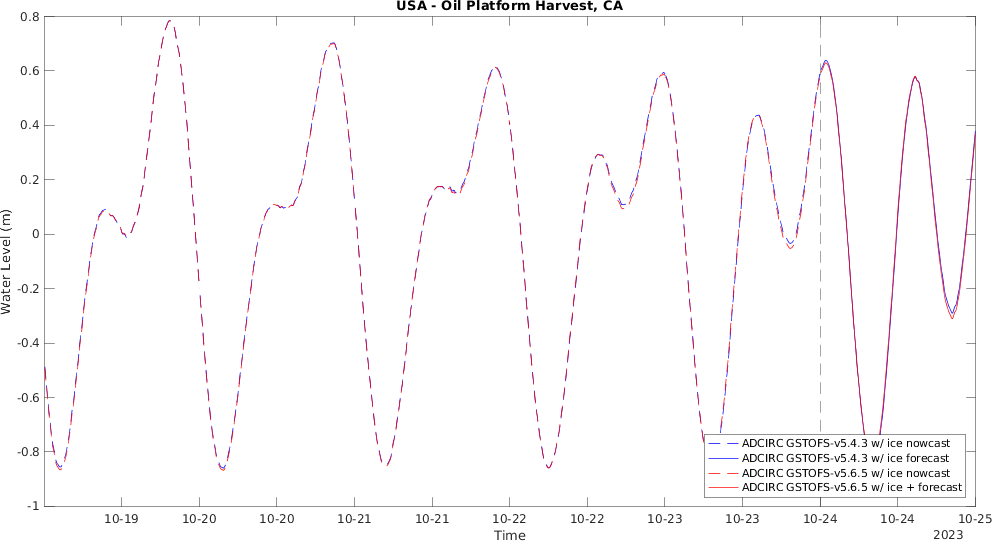 USA - Oil Platform Harvest, CA
Water Level (m)
0.8
0.6
0.4
0.2
0
-0.2
-0.4
-0.6
-0.8
-1
ADCIRC GSTOFS-v5.4.3 w/ ice nowcast
ADCIRC GSTOFS-v5.4.3 w/ ice forecast
ADCIRC GSTOFS-v5.6.5 w/ ice nowcast
ADCIRC GSTOFS-v5.6.5 w/ ice + forecast
10-19 10-20 10-20 10-21 10-21 10-22 10-22 10-23 10-23 10-24 10-24 10-25
Time
2023